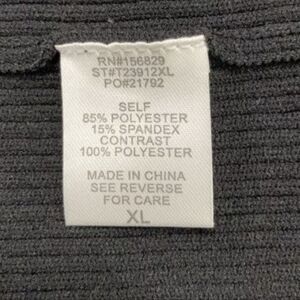 RN#156829
ST#T23912XL
PO#21792
SELF
85% POLYESTER
15% SPANDEX
CONTRAST
100% POLYESTER
MADE IN CHINA
SEE REVERSE
FOR CARE
XL